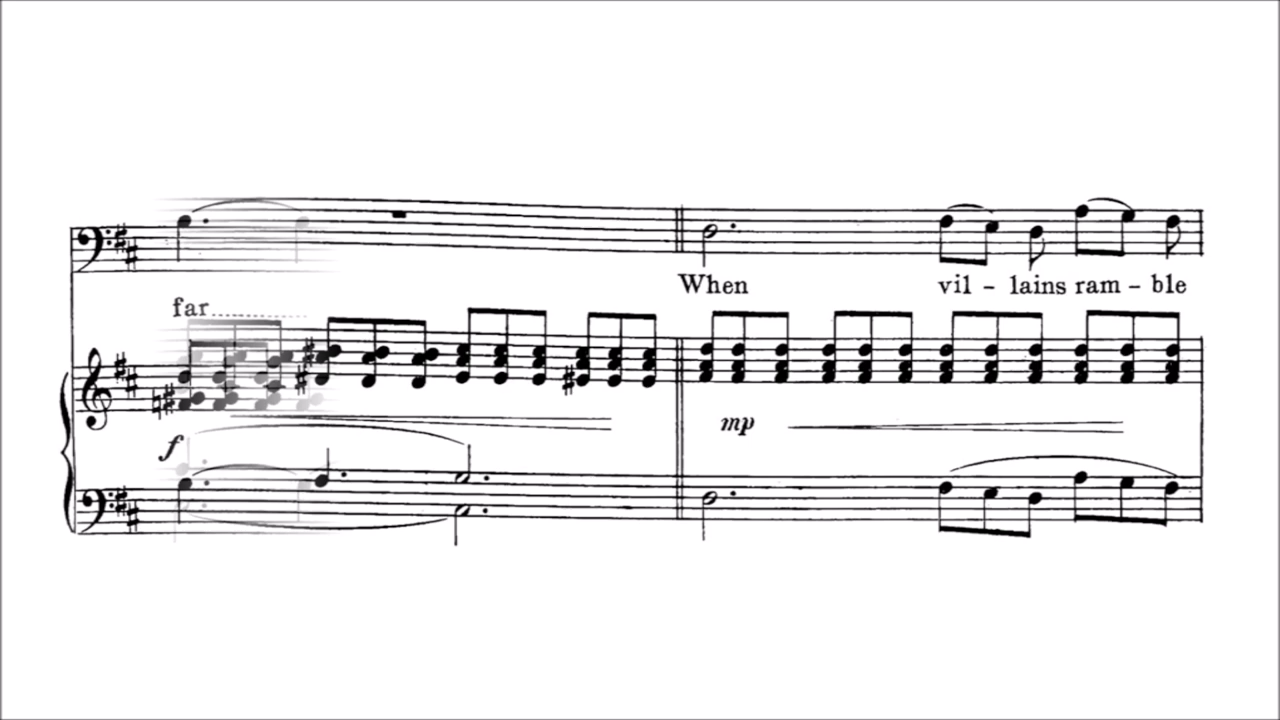 When vil – lains ram – ble
far............
f
mp